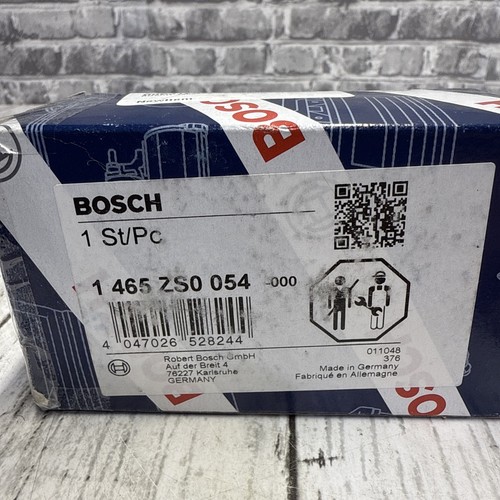 BOSCH
BOSCH
1 St/Pc
1 465 ZS0 054 -000
4 047026 528244
Robert Bosch GmbH
Auf der Breit 4
76227 Karlsruhe
GERMANY
011048
376
Made in Germany
Fabriqué en Allemagne